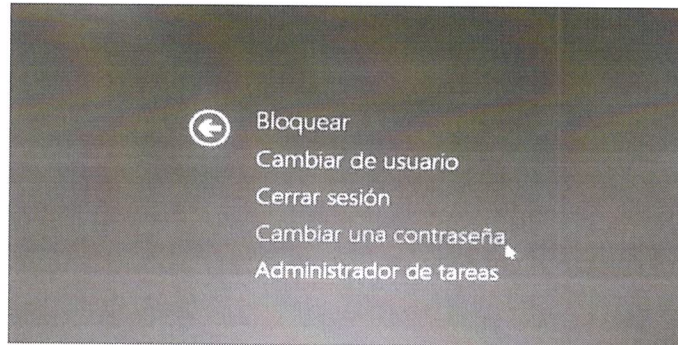 Bloquear
Cambiar de usuario
Cerrar sesión
Cambiar una contraseña
Administrador de tareas